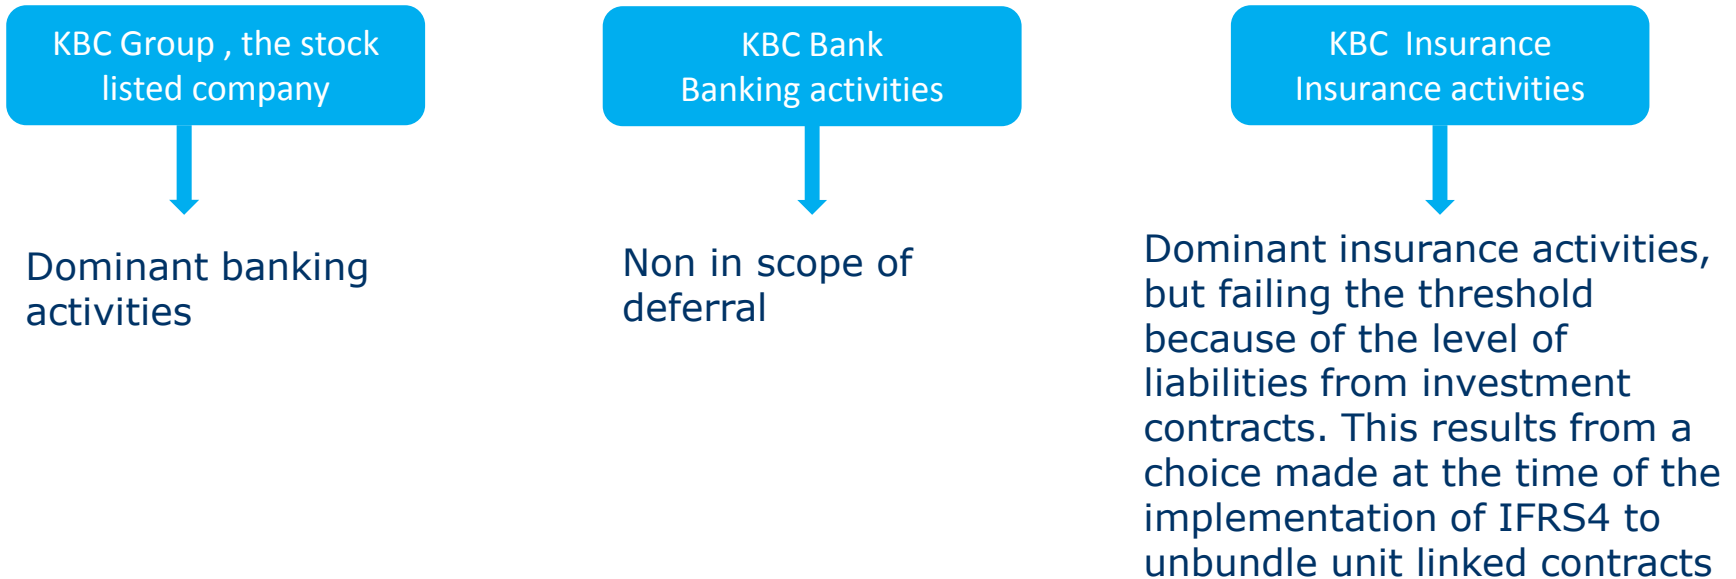 KBC Group , the stock
listed company
Dominant banking
activities
KBC Bank
Banking activities
Non in scope of
deferral
KBC Insurance
Insurance activities
Dominant insurance activities,
but failing the threshold
because of the level of
liabilities from investment
contracts. This results from a
choice made at the time of the
implementation of IFRS4 to
unbundle unit linked contracts